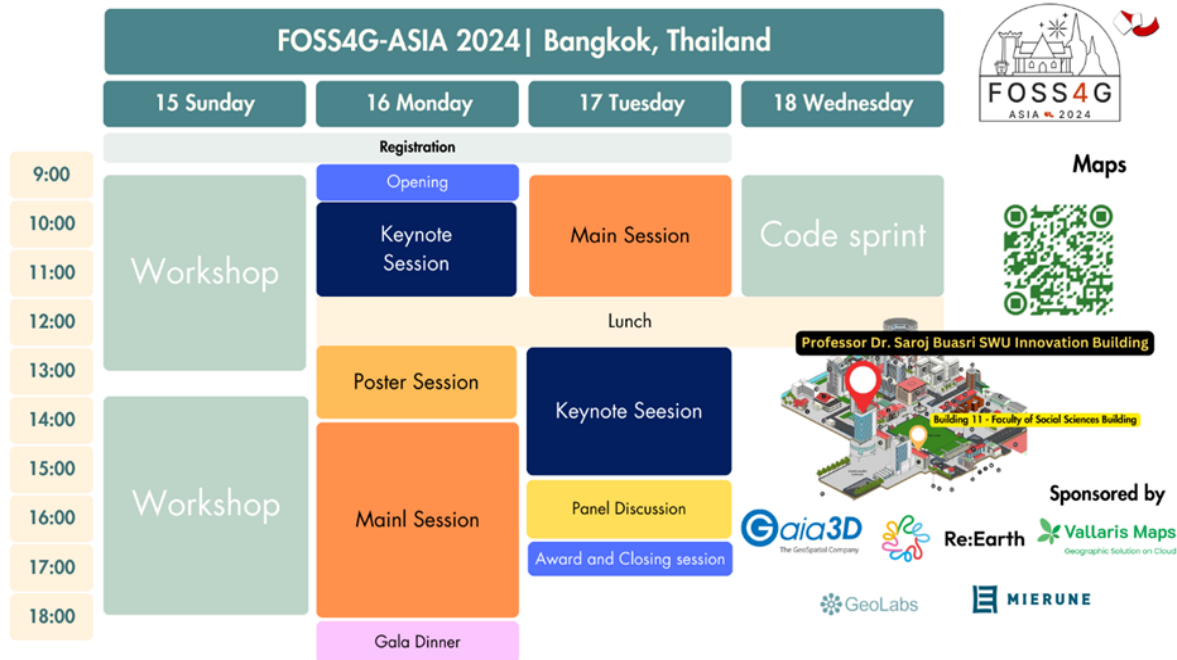 FOSS4G-ASIA 2024| Bangkok, Thailand
15 Sunday
16 Monday
17 Tuesday
18 Wednesday
FOSS4G
ASIA 2024
Registration
Maps
9:00
10:00
11:00
12:00
13:00
14:00
15:00
16:00
17:00
18:00
Workshop
Workshop
Opening
Keynote
Session
Main Session
Code sprint
Lunch
Poster Session
Mainl Session
Gala Dinner
Keynote Seesion
Panel Discussion
Award and Closing session
Professor Dr. Saroj Buasri SWU Innovation Building
Building 11 - Faculty of Social Sciences Building
Sponsored by
Gaia3D
The GeoSpatial Company
Re:Earth
Vallaris Maps
Geographic Solution on Cloud
GeoLabs
MIERUNE